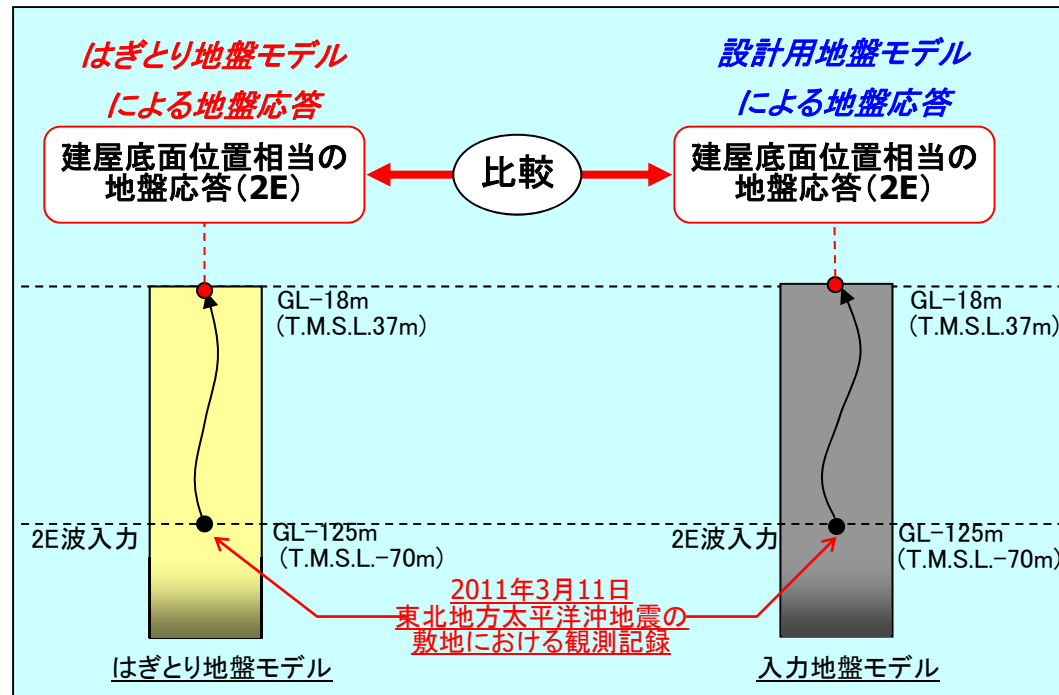 はぎとり地盤モデル
による地盤応答
建屋底面位置相当の
地盤応答(2E)
比較
設計用地盤モデル
による地盤応答
建屋底面位置相当の
地盤応答(2E)
GL-18m
(T.M.S.L.37m)
GL-18m
(T.M.S.L.37m)
2E波入力
GL-125m
(T.M.S.L.-70m)
2E波入力
GL-125m
(T.M.S.L.-70m)
2011年3月11日
東北地方太平洋沖地震の
敷地における観測記録
はぎとり地盤モデル
入力地盤モデル